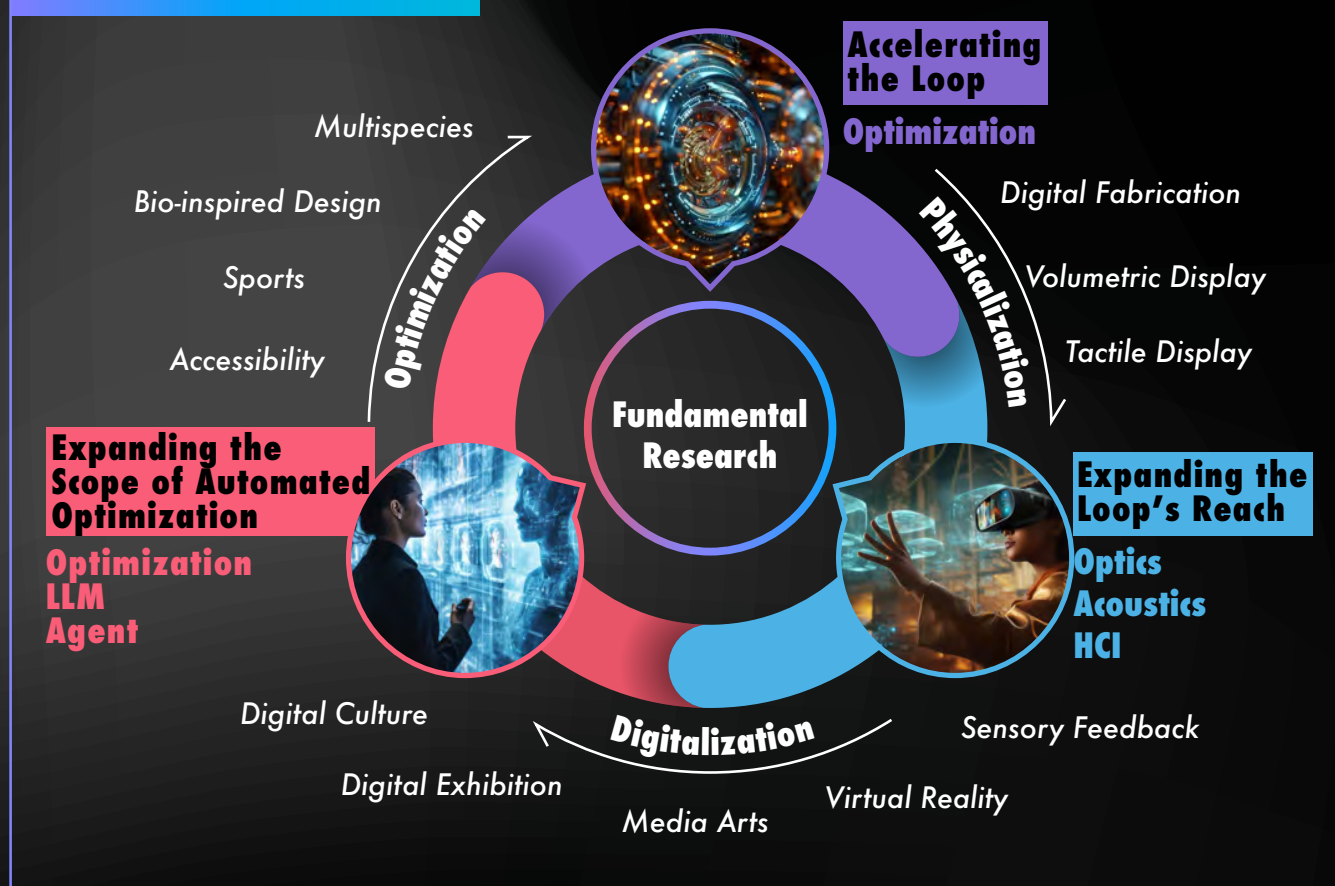 Accelerating
the Loop
Optimization
Multispecies
Bio-inspired Design
Sports
Accessibility
Optimization
Physicalization
Digital Fabrication
Volumetric Display
Tactile Display
Fundamental
Research
Expanding the
Scope of Automated
Optimization
Optimization
LLM
Agent
Expanding the
Loop's Reach
Optics
Acoustics
HCI
Digitalization
Digital Culture
Digital Exhibition
Media Arts
Virtual Reality
Sensory Feedback